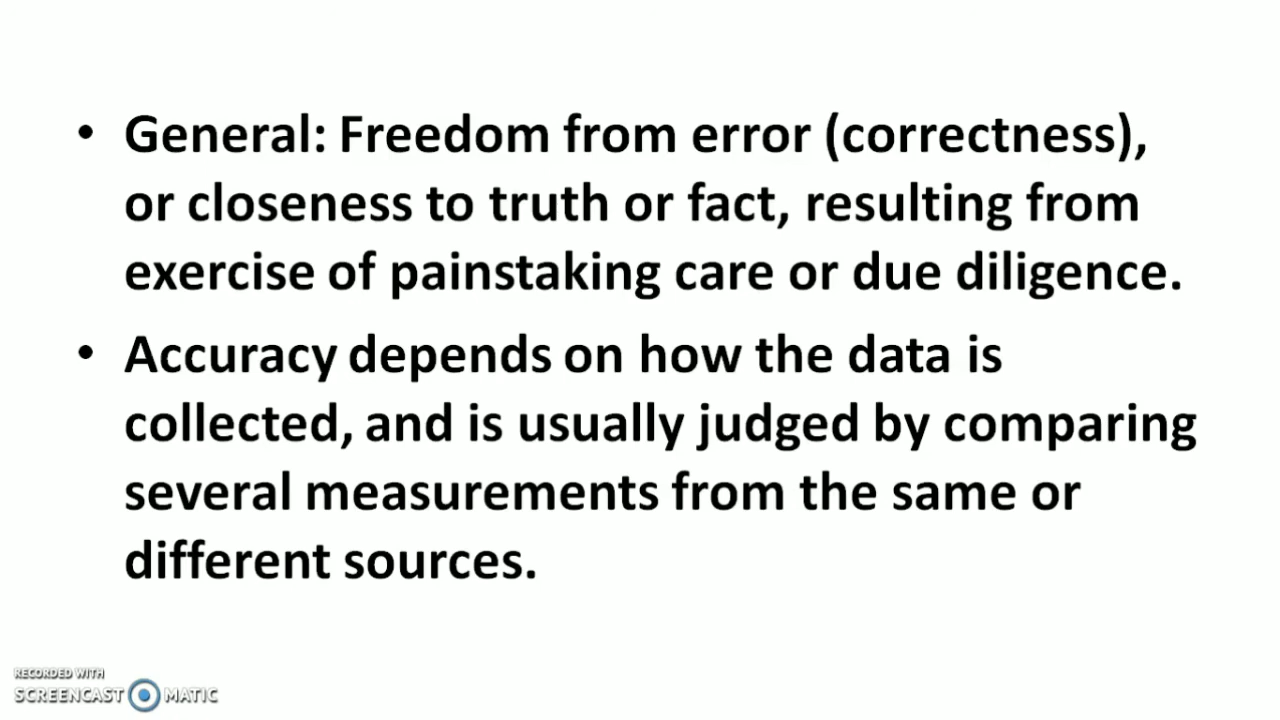 • General: Freedom from error (correctness),
or closeness to truth or fact, resulting from
exercise of painstaking care or due diligence.
• Accuracy depends on how the data is
collected, and is usually judged by comparing
several measurements from the same or
different sources.
RECORDED WITH
SCREENCAST MATIC